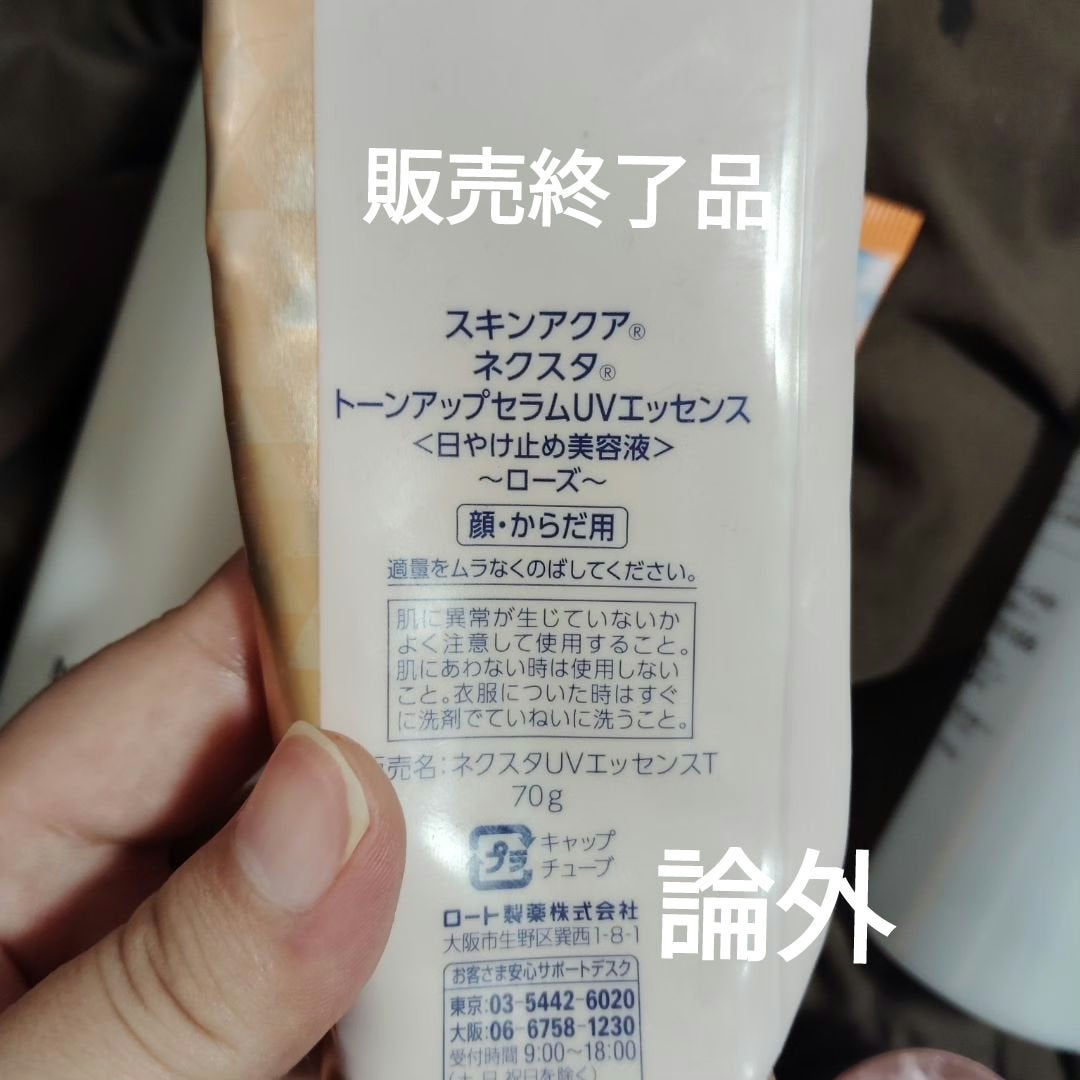 販売終了品
スキンアクア®
ネクスタ®
トーンアップセラムUVエッセンス
<日やけ止め美容液>
～ローズ～
顔・からだ用
適量をムラなくのばしてください。
肌に異常が生じていないか
よく注意して使用すること。
肌にあわない時は使用しない
こと。衣服についた時はすぐ
に洗剤でていねいに洗うこと。
売名：ネクスタUVエッセンスT
70g
プラ
キャップ
チューブ
論外
ロート製薬株式会社
大阪市生野区巽西1-8-1
お客さま安心サポートデスク
東京:03-5442-6020
大阪:06-6758-1230
受付時間 9:00～18:00
(土、日、祝日を除く)